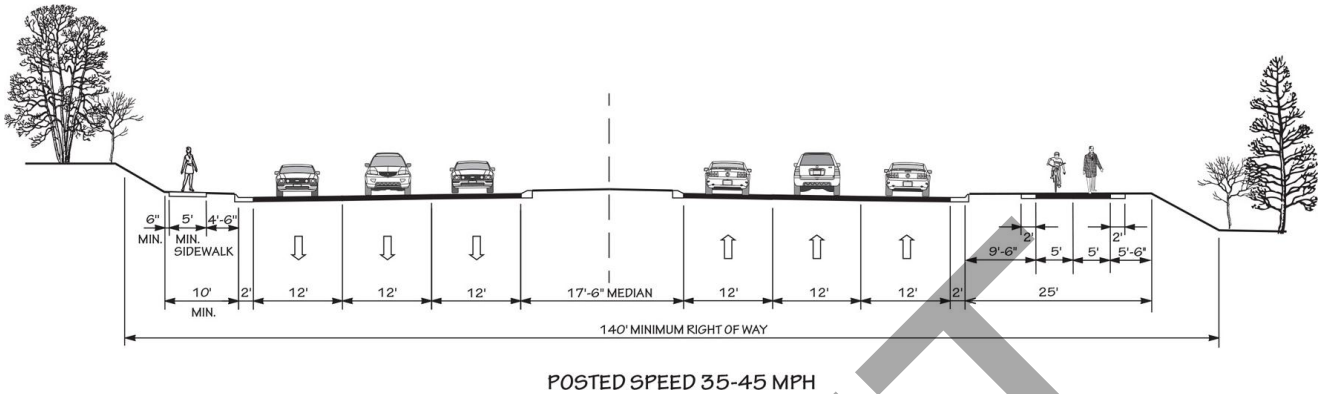 2' 2'
6" 5' 4'-6" 9'-6" 5' 5' 5'-6"
MIN. MIN.
SIDEWALK
10' 2' 12' 12' 12' 17'-6" MEDIAN 12' 12' 12' 2' 25'
MIN.
140' MINIMUM RIGHT OF WAY
POSTED SPEED 35-45 MPH